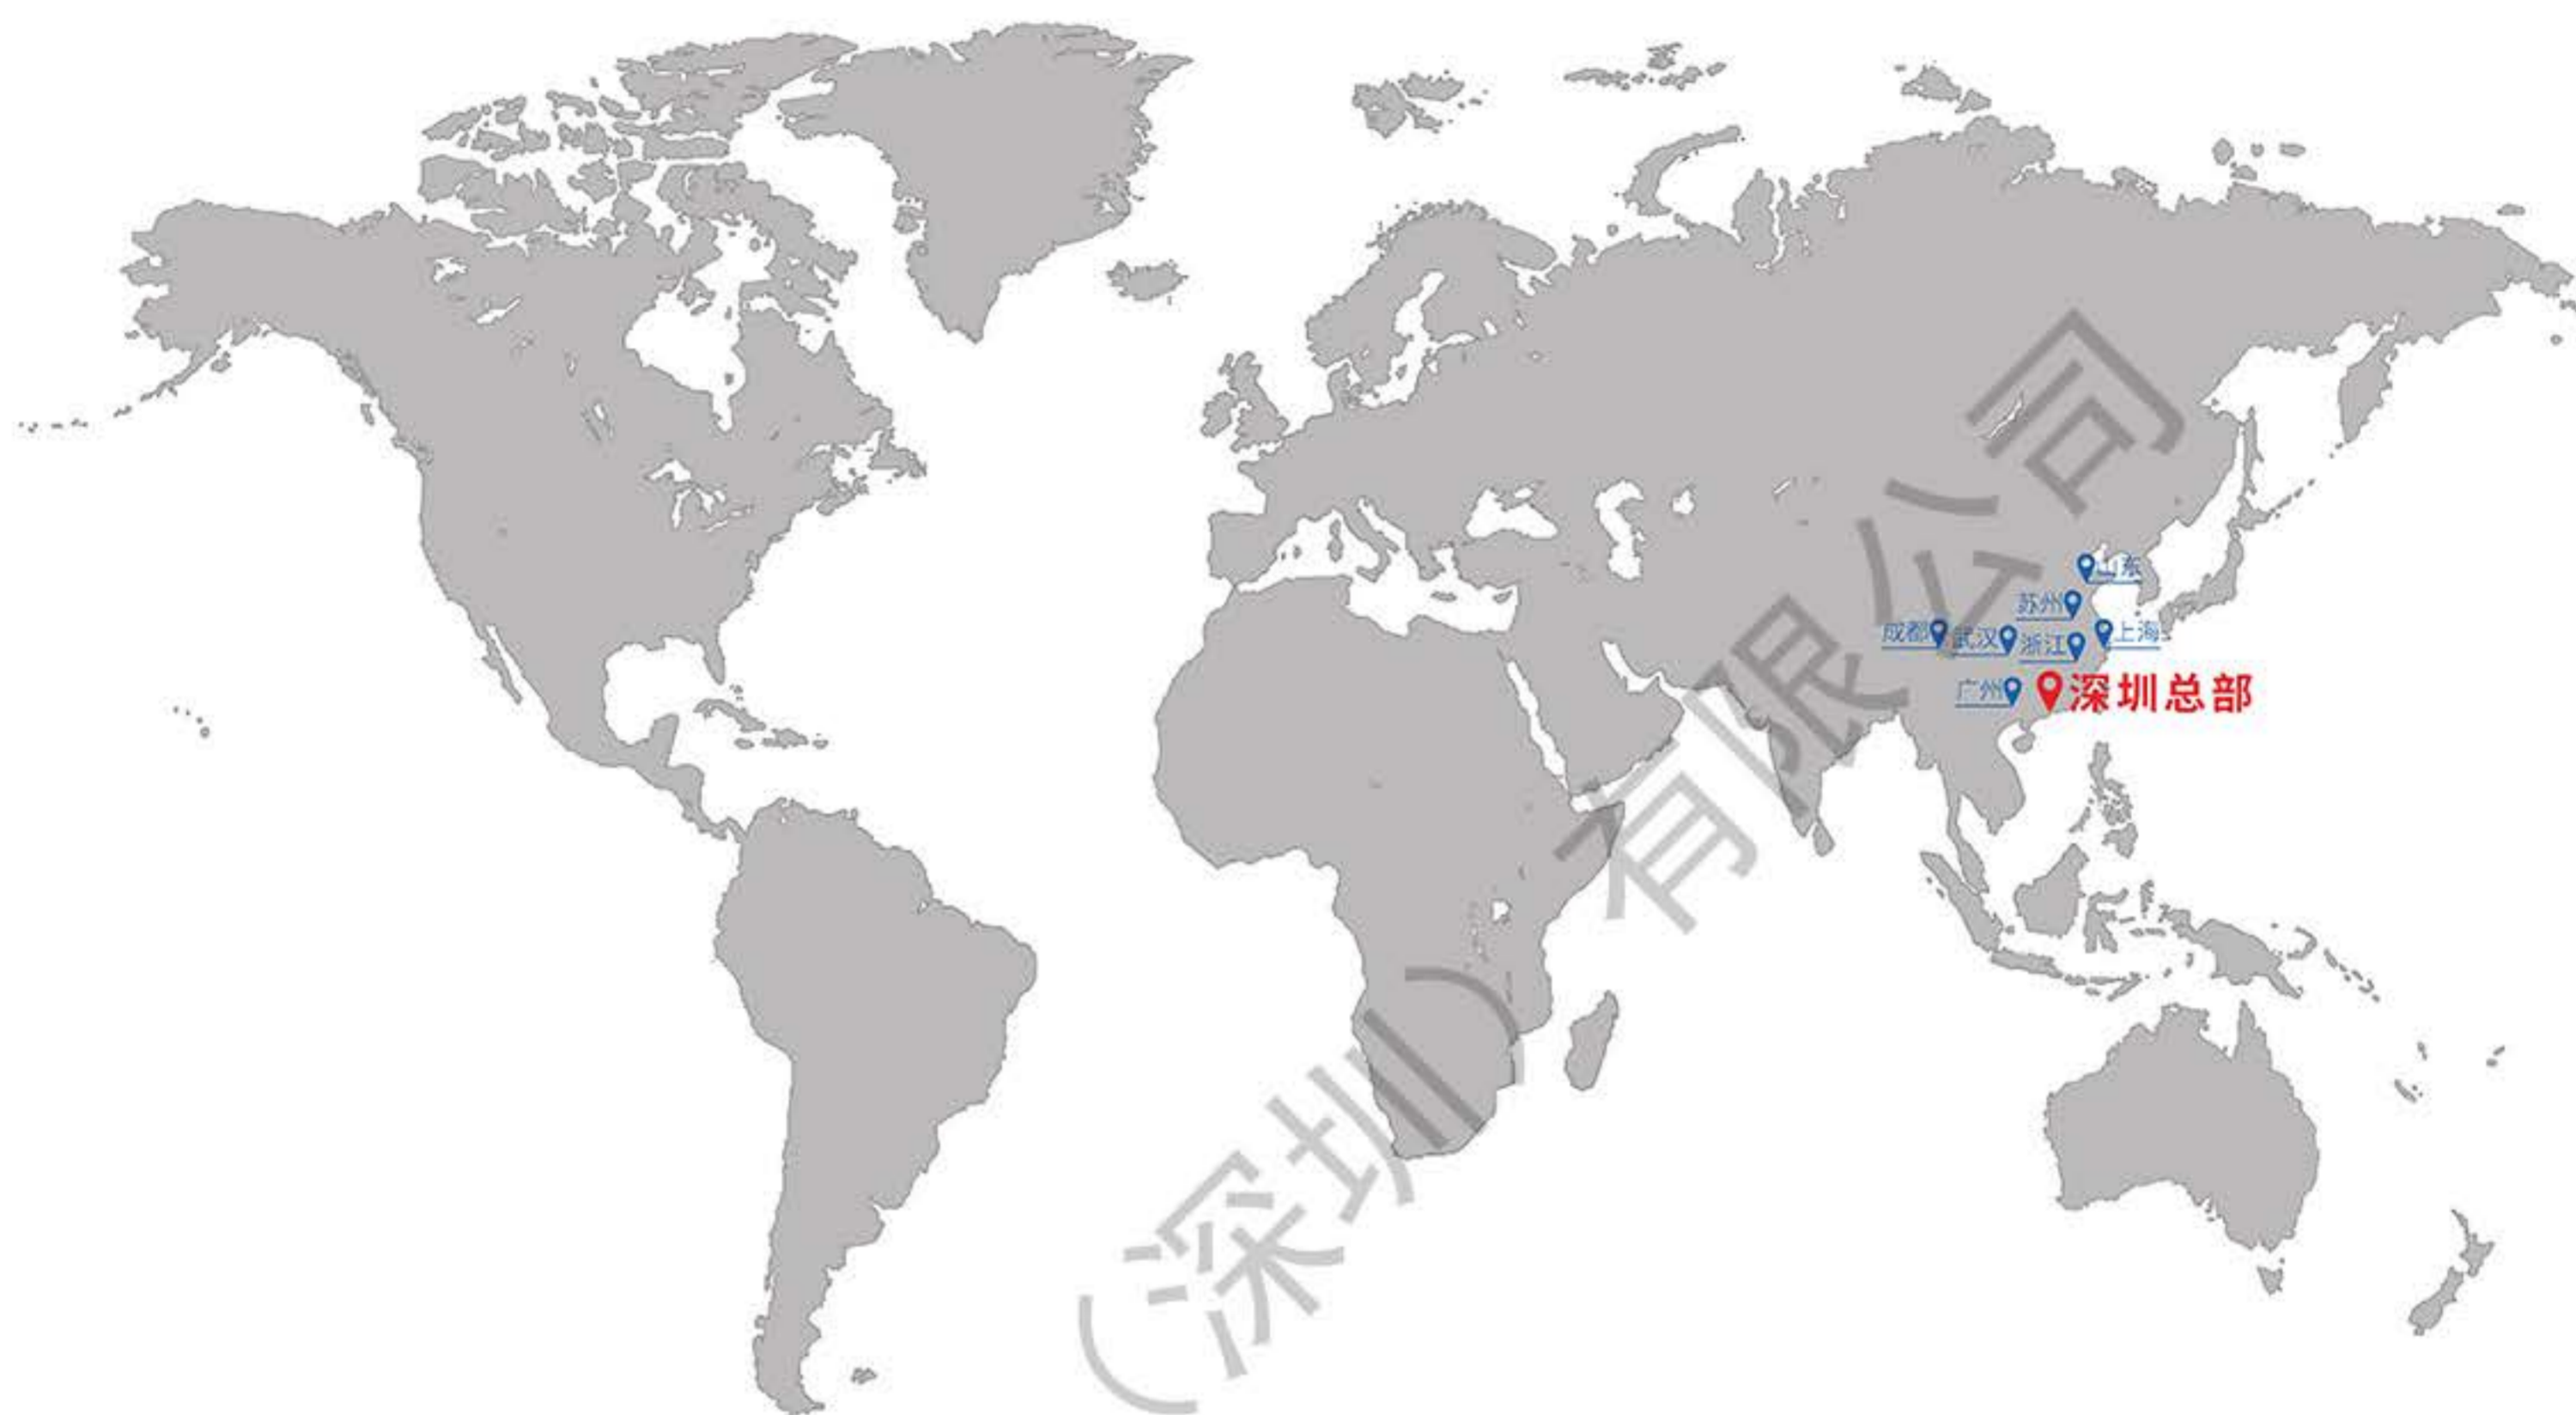 山东
苏州
成都
武汉
浙江
上海
广州
深圳总部
（深圳）有限公司